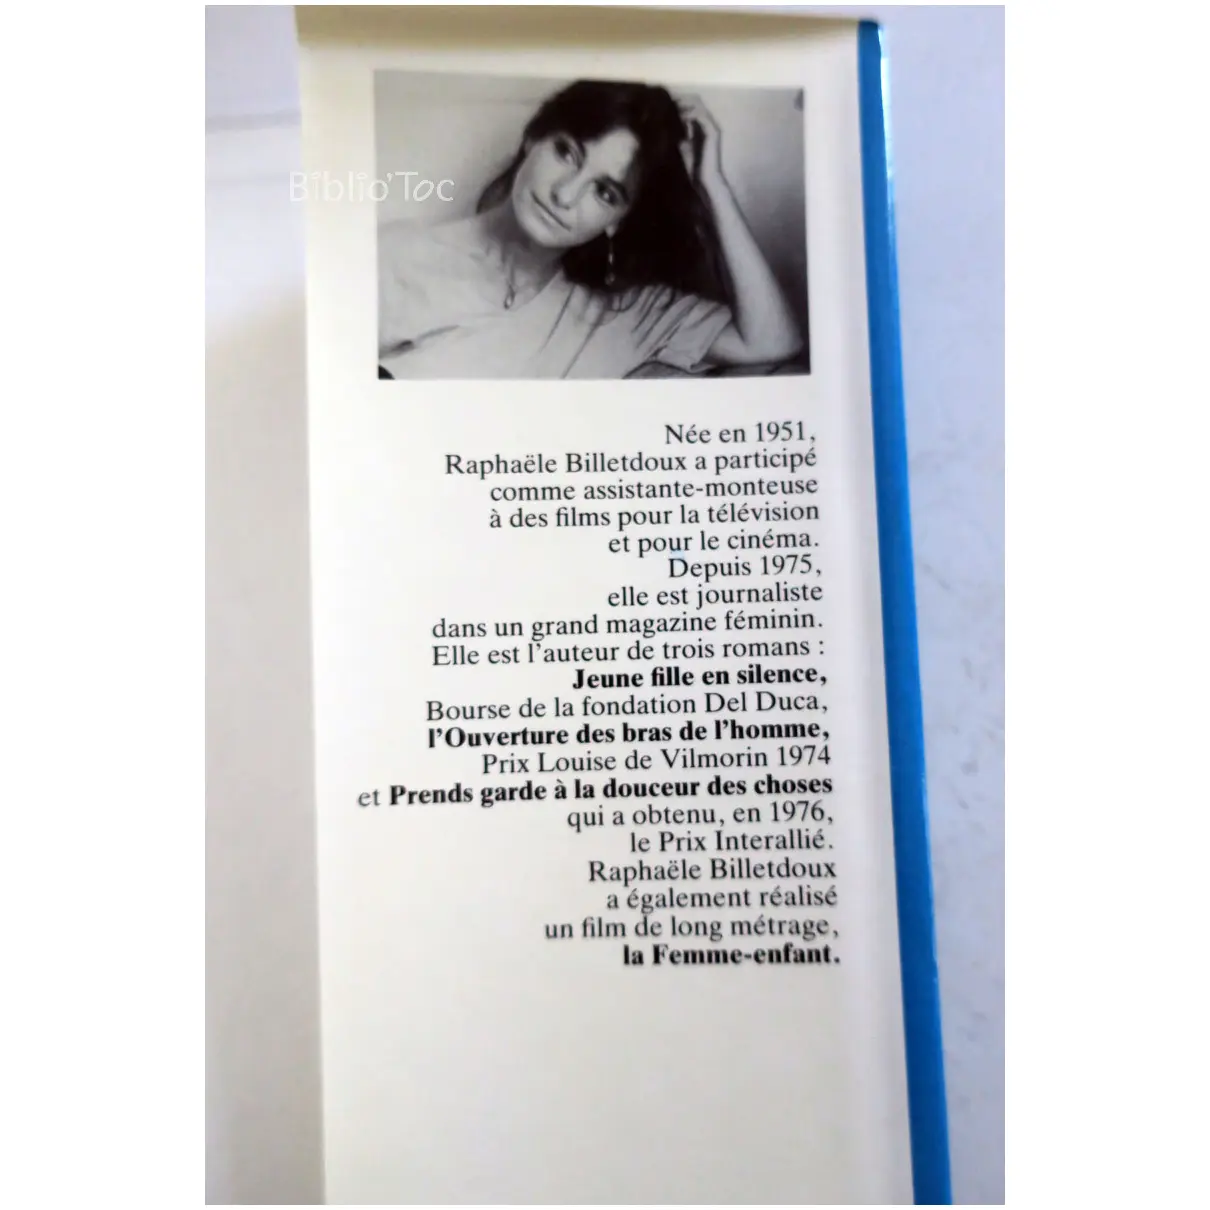 Biblio'Toc
Née en 1951,
Raphaële Billetdoux a participé
comme assistante-monteuse
à des films pour la télévision
et pour le cinéma.
Depuis 1975,
elle est journaliste
dans un grand magazine féminin.
Elle est l'auteur de trois romans :
Jeune fille en silence,
Bourse de la fondation Del Duca,
l'Ouverture des bras de l'homme,
Prix Louise de Vilmorin 1974
et Prends garde à la douceur des choses
qui a obtenu, en 1976,
le Prix Interallié.
Raphaële Billetdoux
a également réalisé
un film de long métrage,
la Femme-enfant.